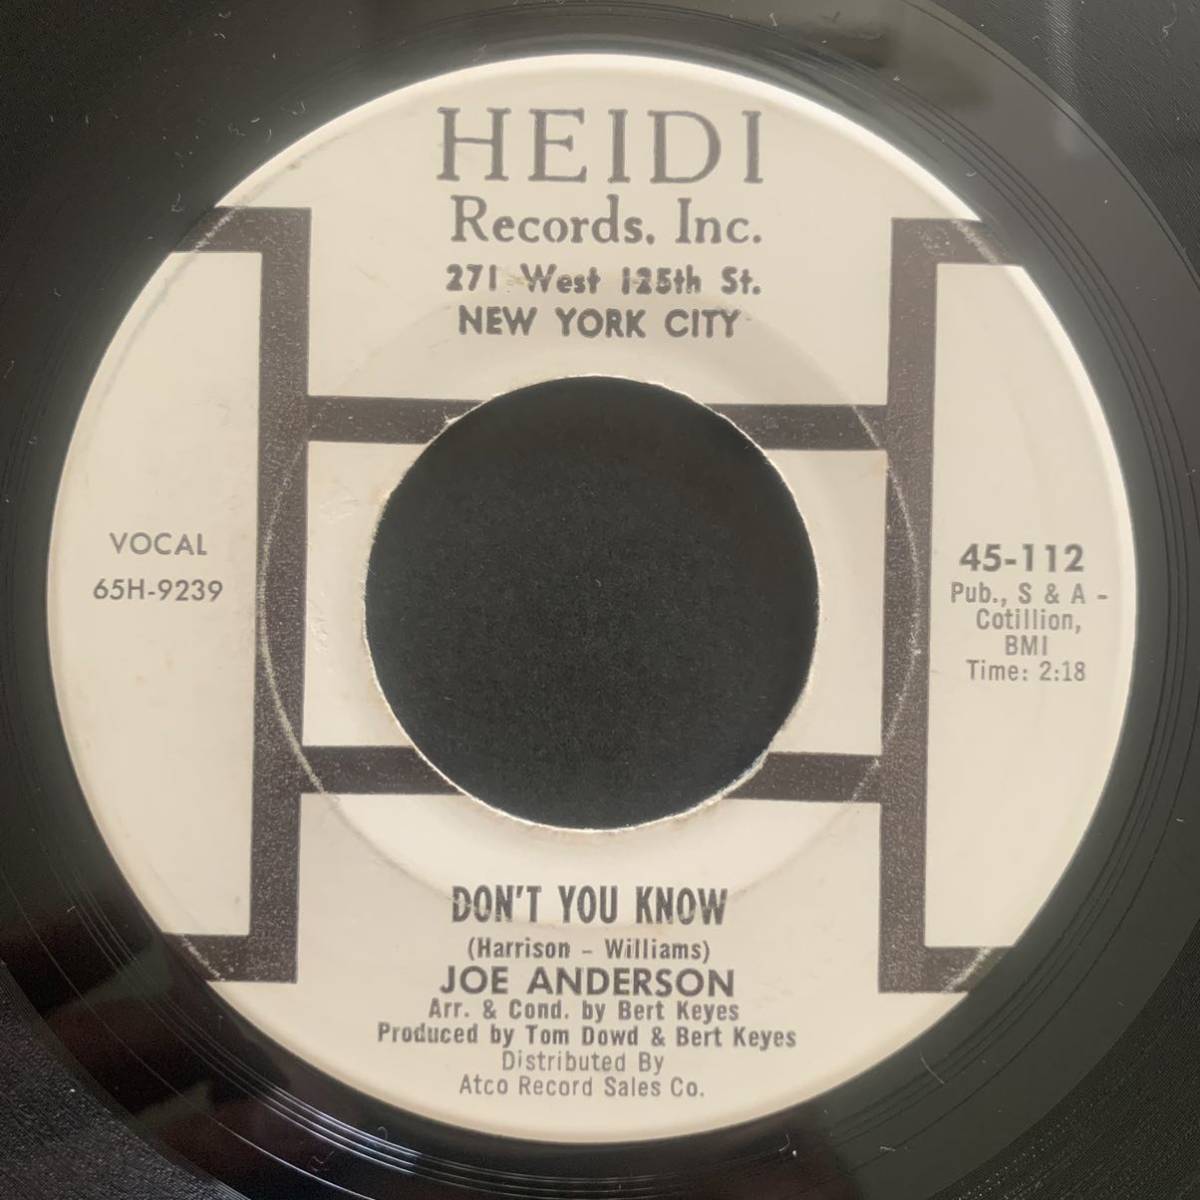 HEIDI
Records, Inc.
271 West 125th St.
NEW YORK CITY
VOCAL
65H-9239
45-112
Pub., S & A -
Cotillion,
BMI
Time: 2:18
DON'T YOU KNOW
(Harrison - Williams)
JOE ANDERSON
Arr. & Cond. by Bert Keyes
Produced by Tom Dowd & Bert Keyes
Distributed By
Atco Record Sales Co.